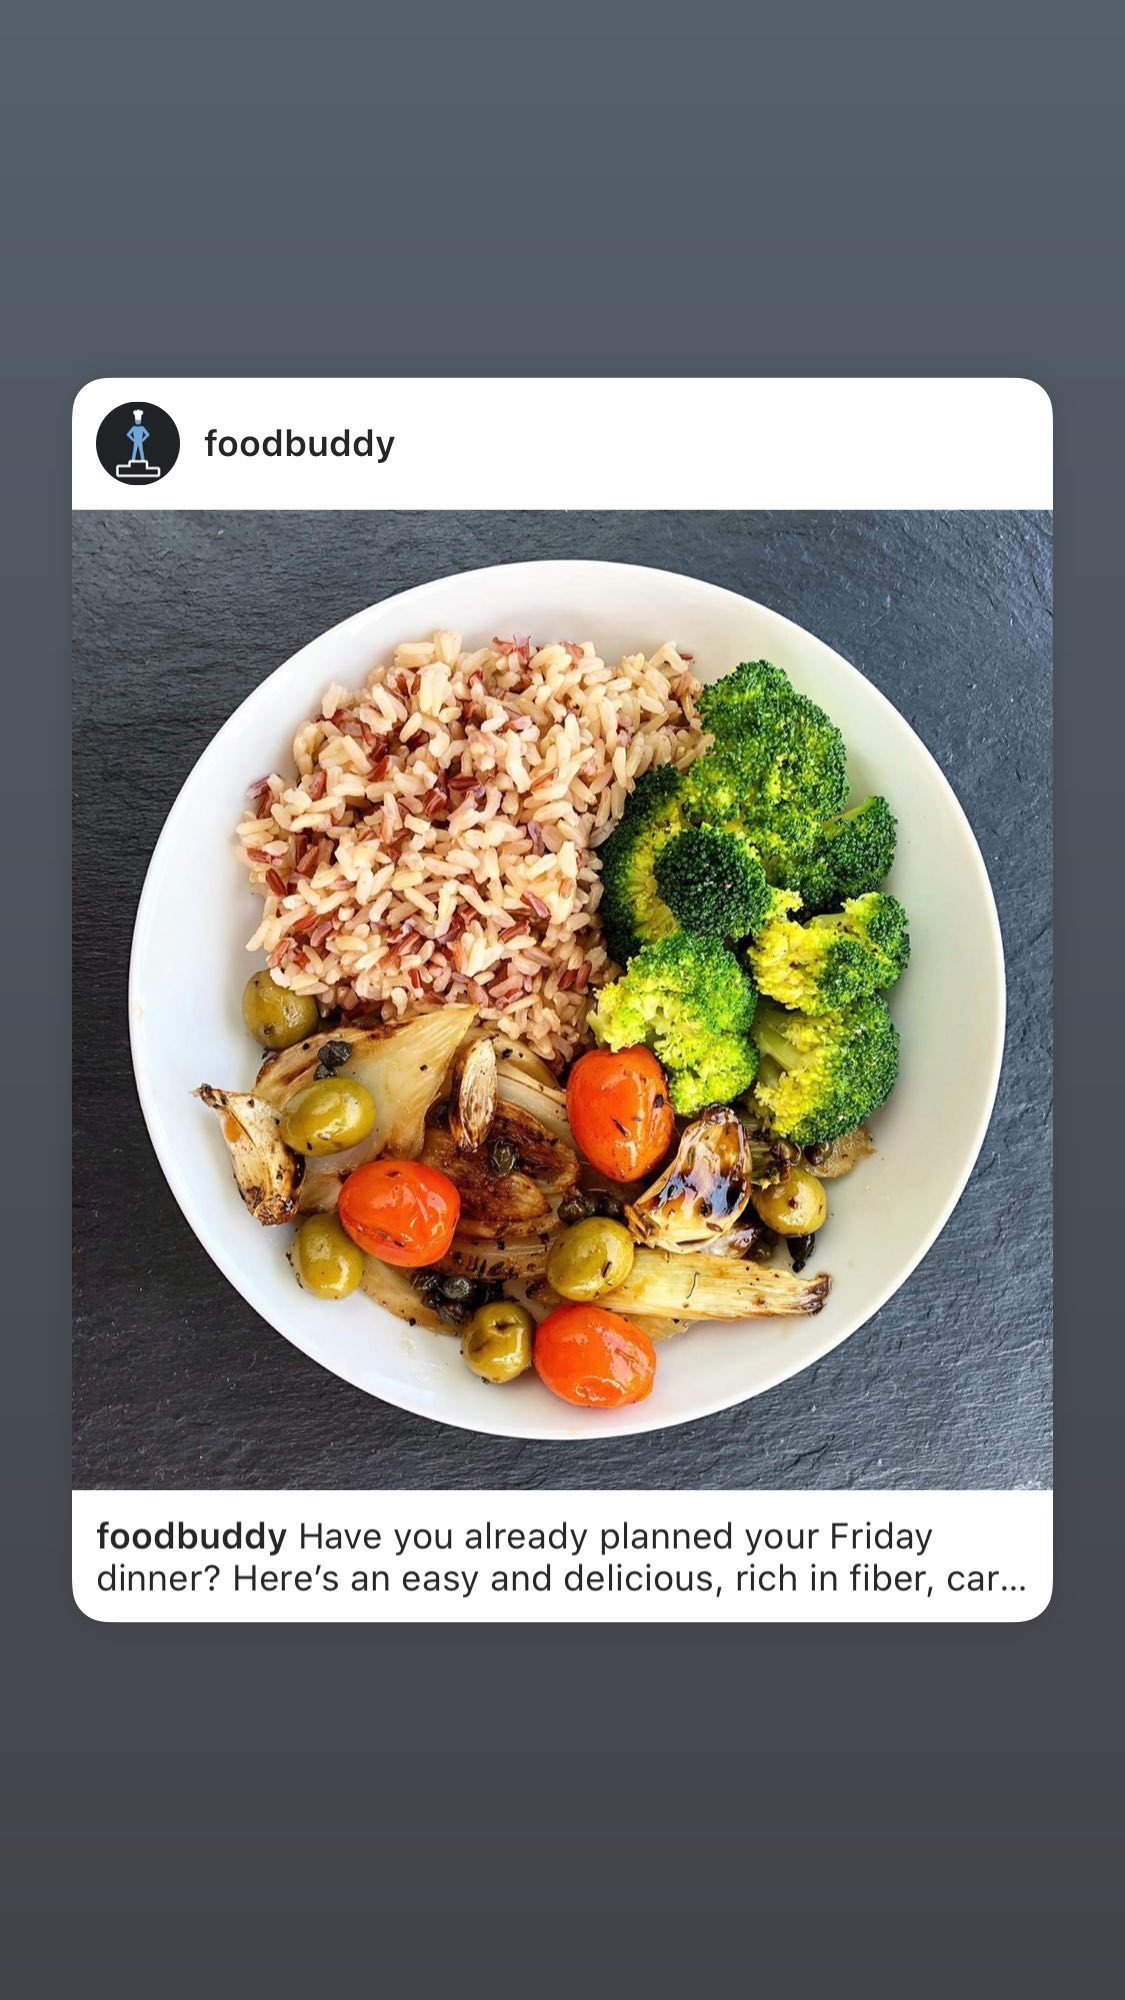 foodbuddy
foodbuddy Have you already planned your Friday
dinner? Here’s an easy and delicious, rich in fiber, car...